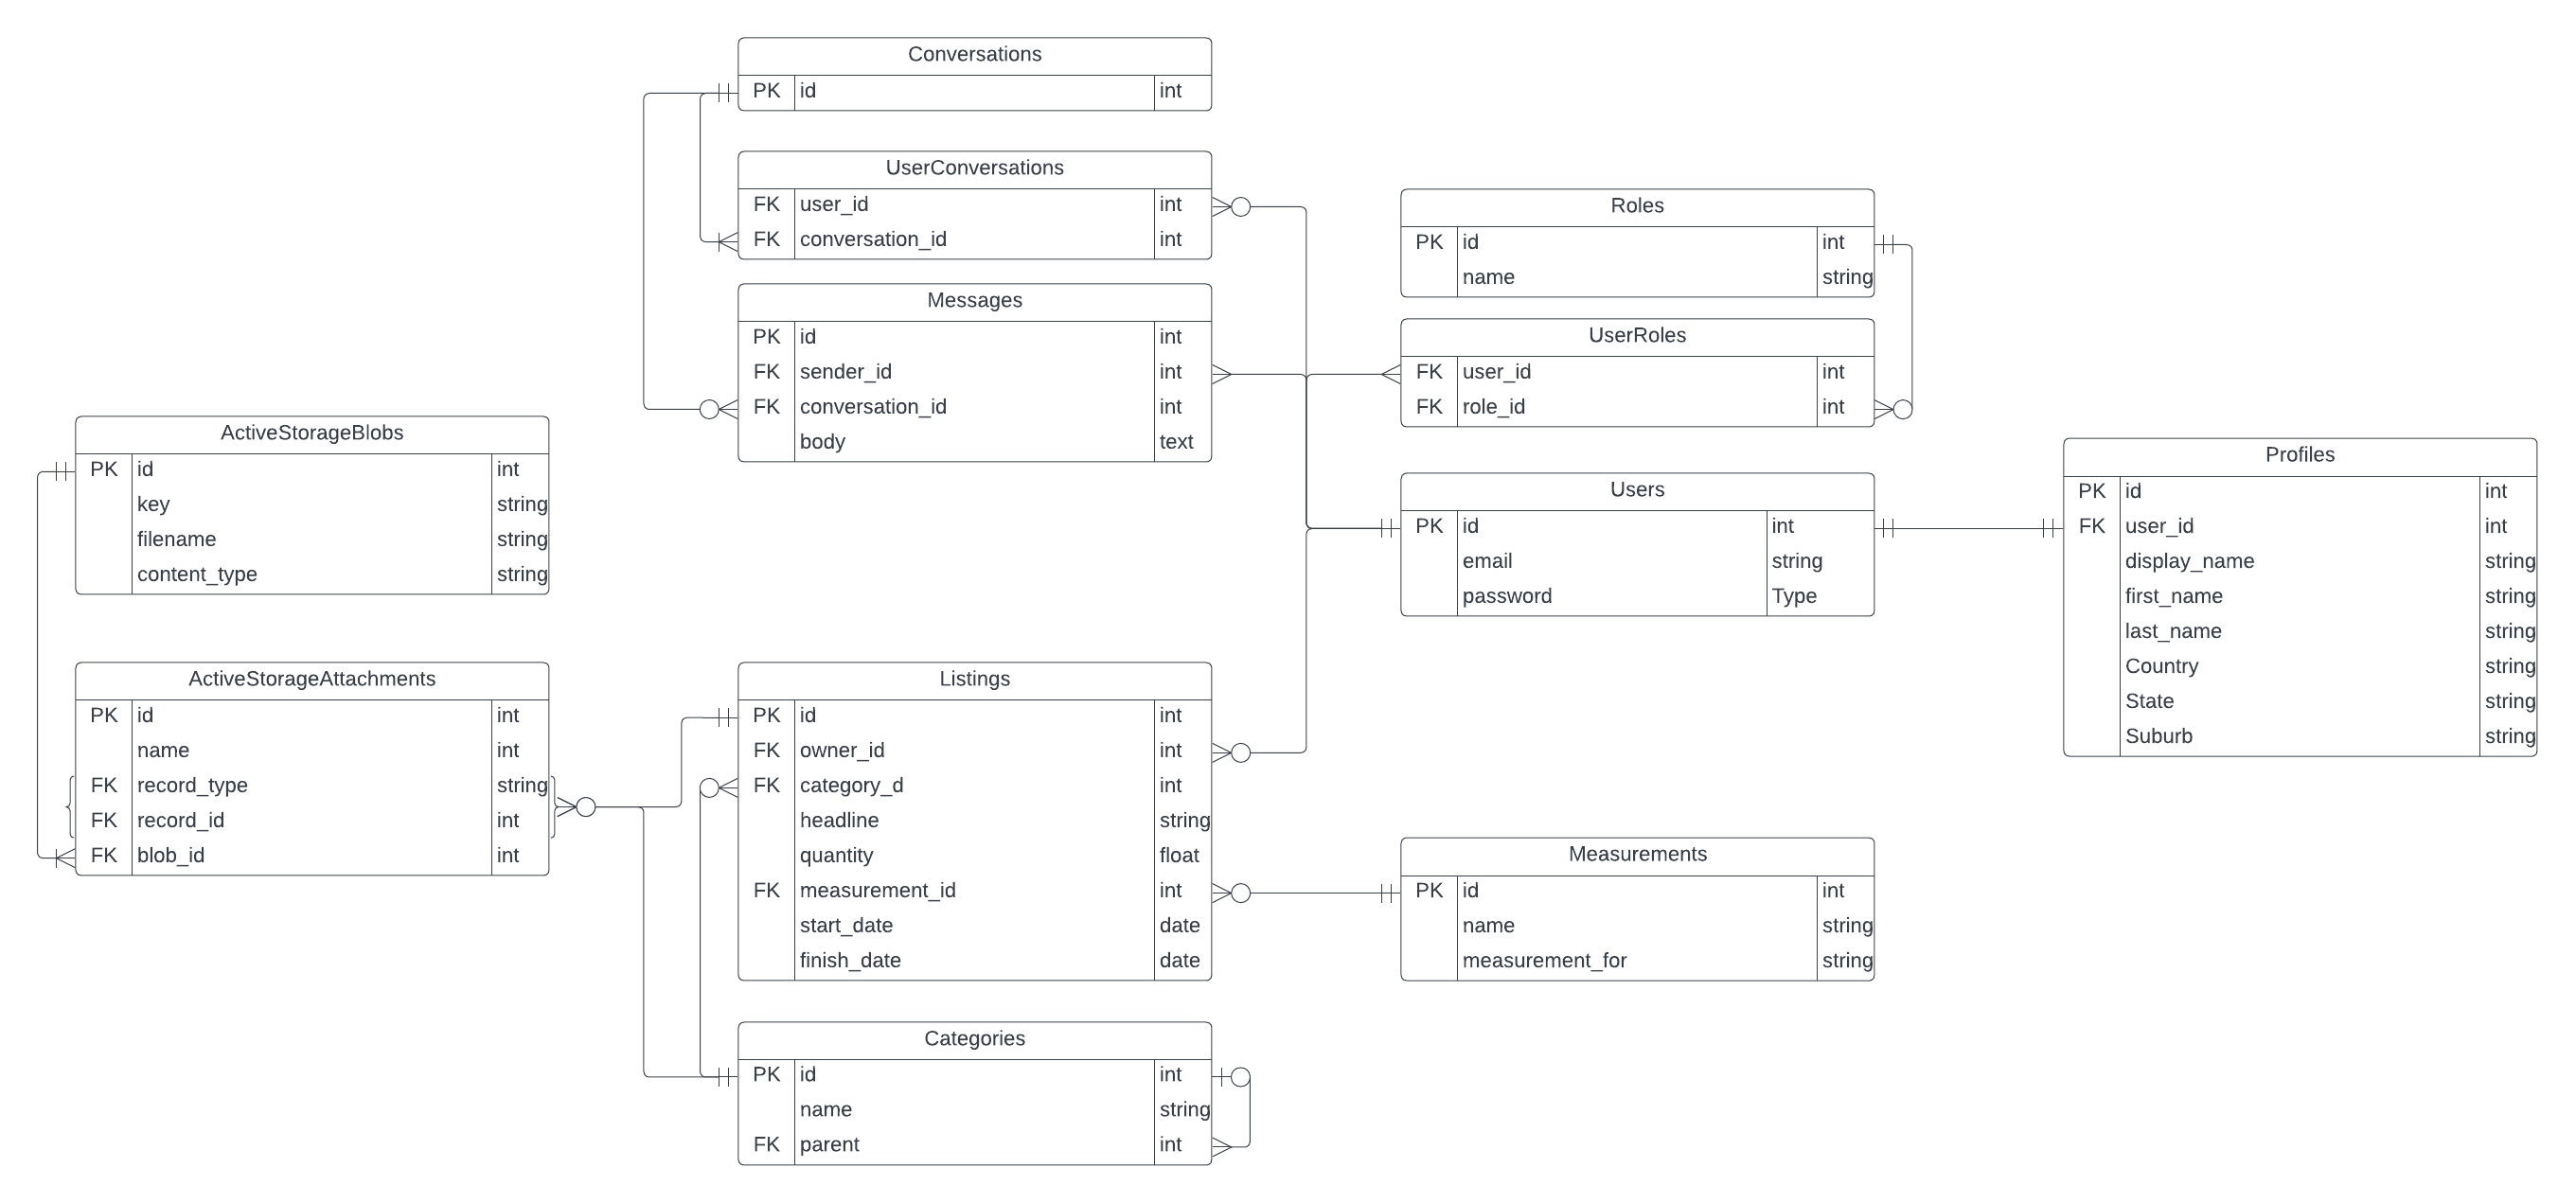 Conversations
PK id int
UserConversations
FK user_id int
FK conversation_id int
Messages
PK id int
FK sender_id int
FK conversation_id int
body text
Roles
PK id int
name string
UserRoles
FK user_id int
FK role_id int
ActiveStorageBlobs
PK id int
key string
filename string
content_type string
Users
PK id int
email string
password Type
Profiles
PK id int
FK user_id int
display_name string
first_name string
last_name string
Country string
State string
Suburb string
ActiveStorageAttachments
PK id int
name int
FK record_type string
FK record_id int
FK blob_id int
Listings
PK id int
FK owner_id int
FK category_d int
headline string
quantity float
FK measurement_id int
start_date date
finish_date date
Measurements
PK id int
name string
measurement_for string
Categories
PK id int
name string
FK parent int